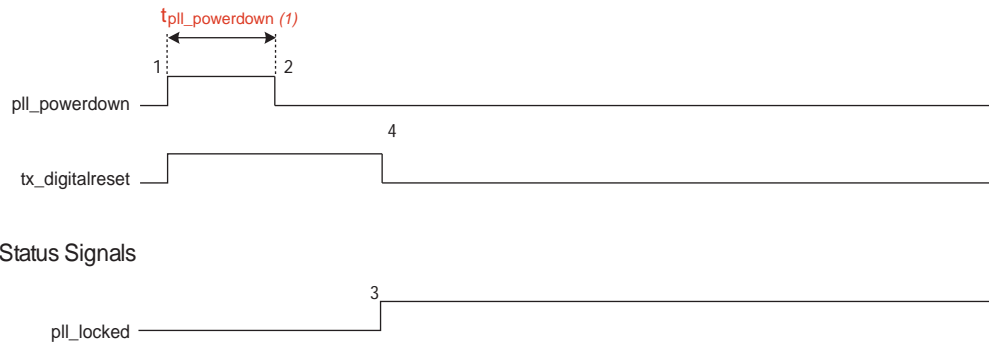 tpll_powerdown (1)
1 2
pll_powerdown
4
tx_digitalreset
Status Signals
3
pll_locked